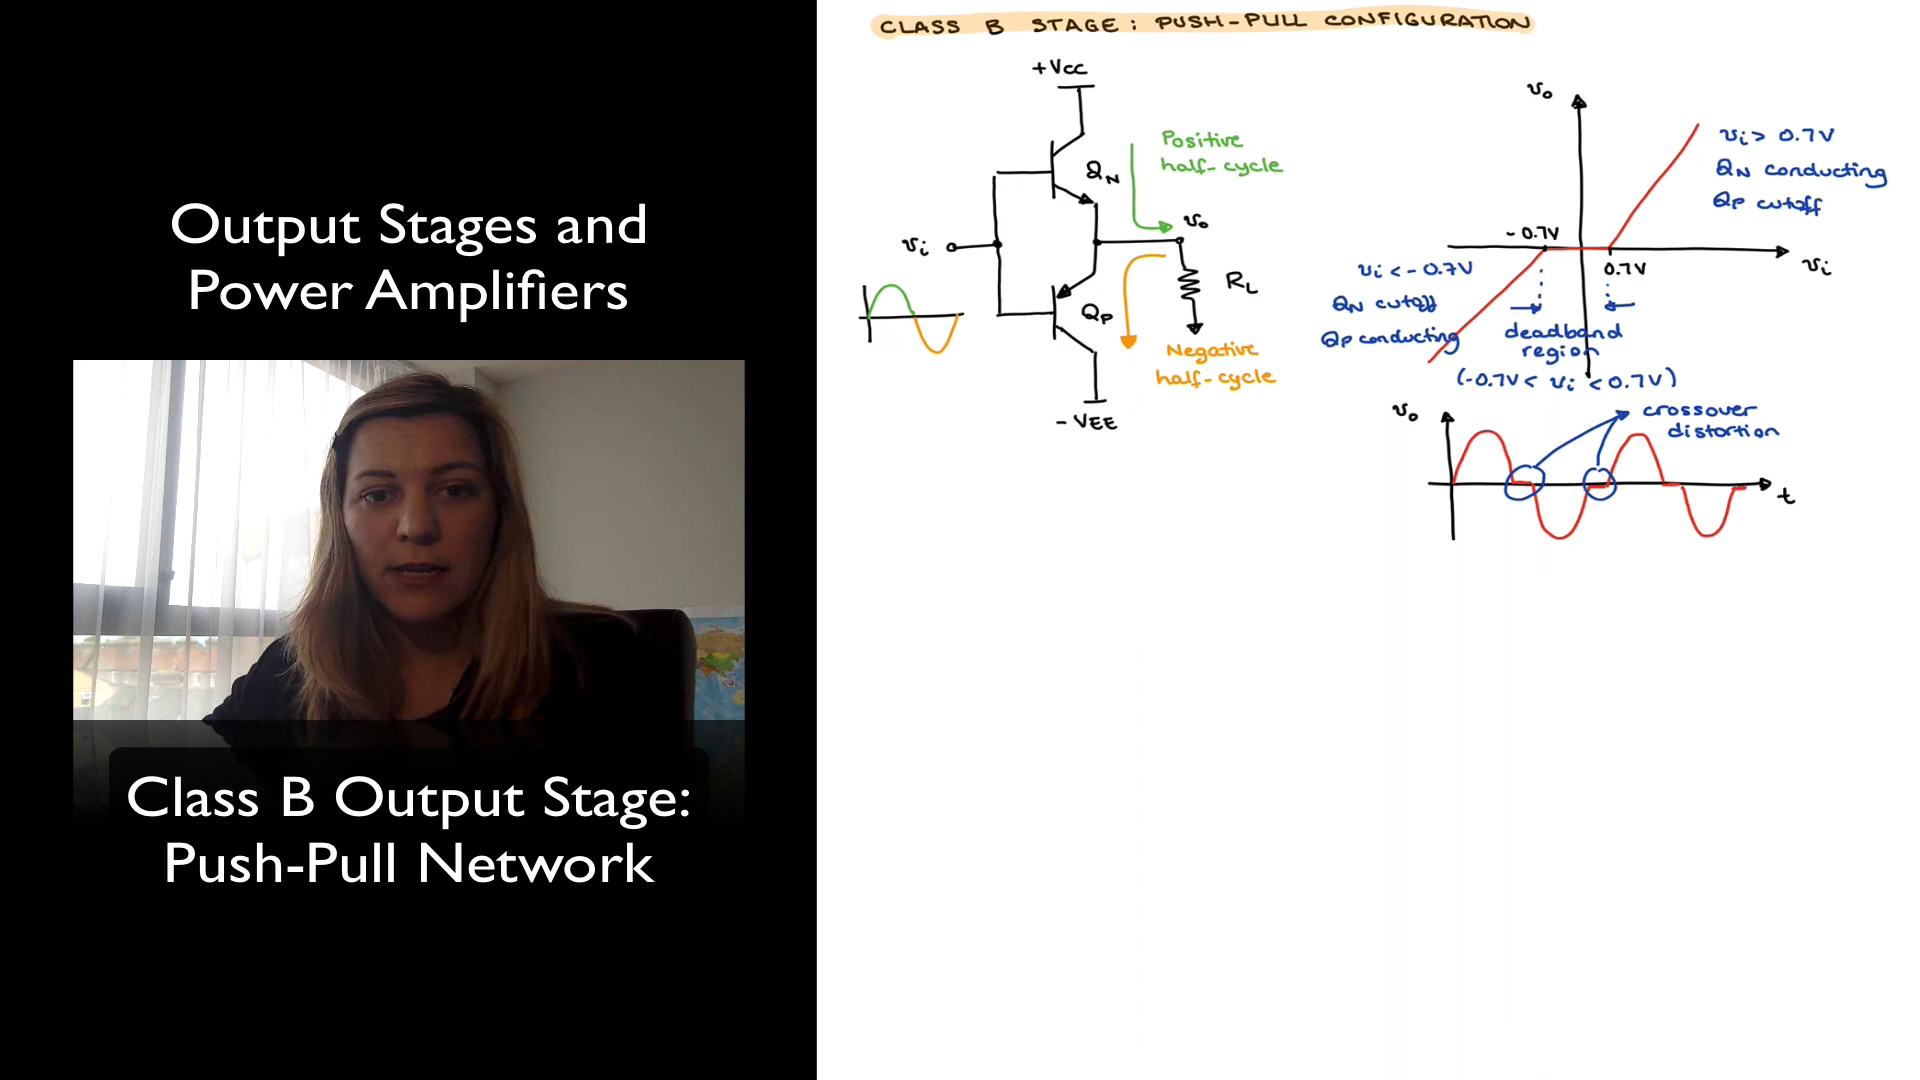 Output Stages and
Power Amplifiers
Class B Output Stage:
Push-Pull Network
CLASS B STAGE: PUSH-PULL CONFIGURATION
+Vcc
QN
Positive
half-cycle
vo
vi
RL
QP
Negative
half-cycle
- VEE
vo
vi > 0.7V
QN conducting
QP cutoff
- 0.7V
0.7V
vi
vi < - 0.7V
QN cutoff
QP conducting
deadband
region
(-0.7V < vi < 0.7V)
vo
crossover
distortion
t